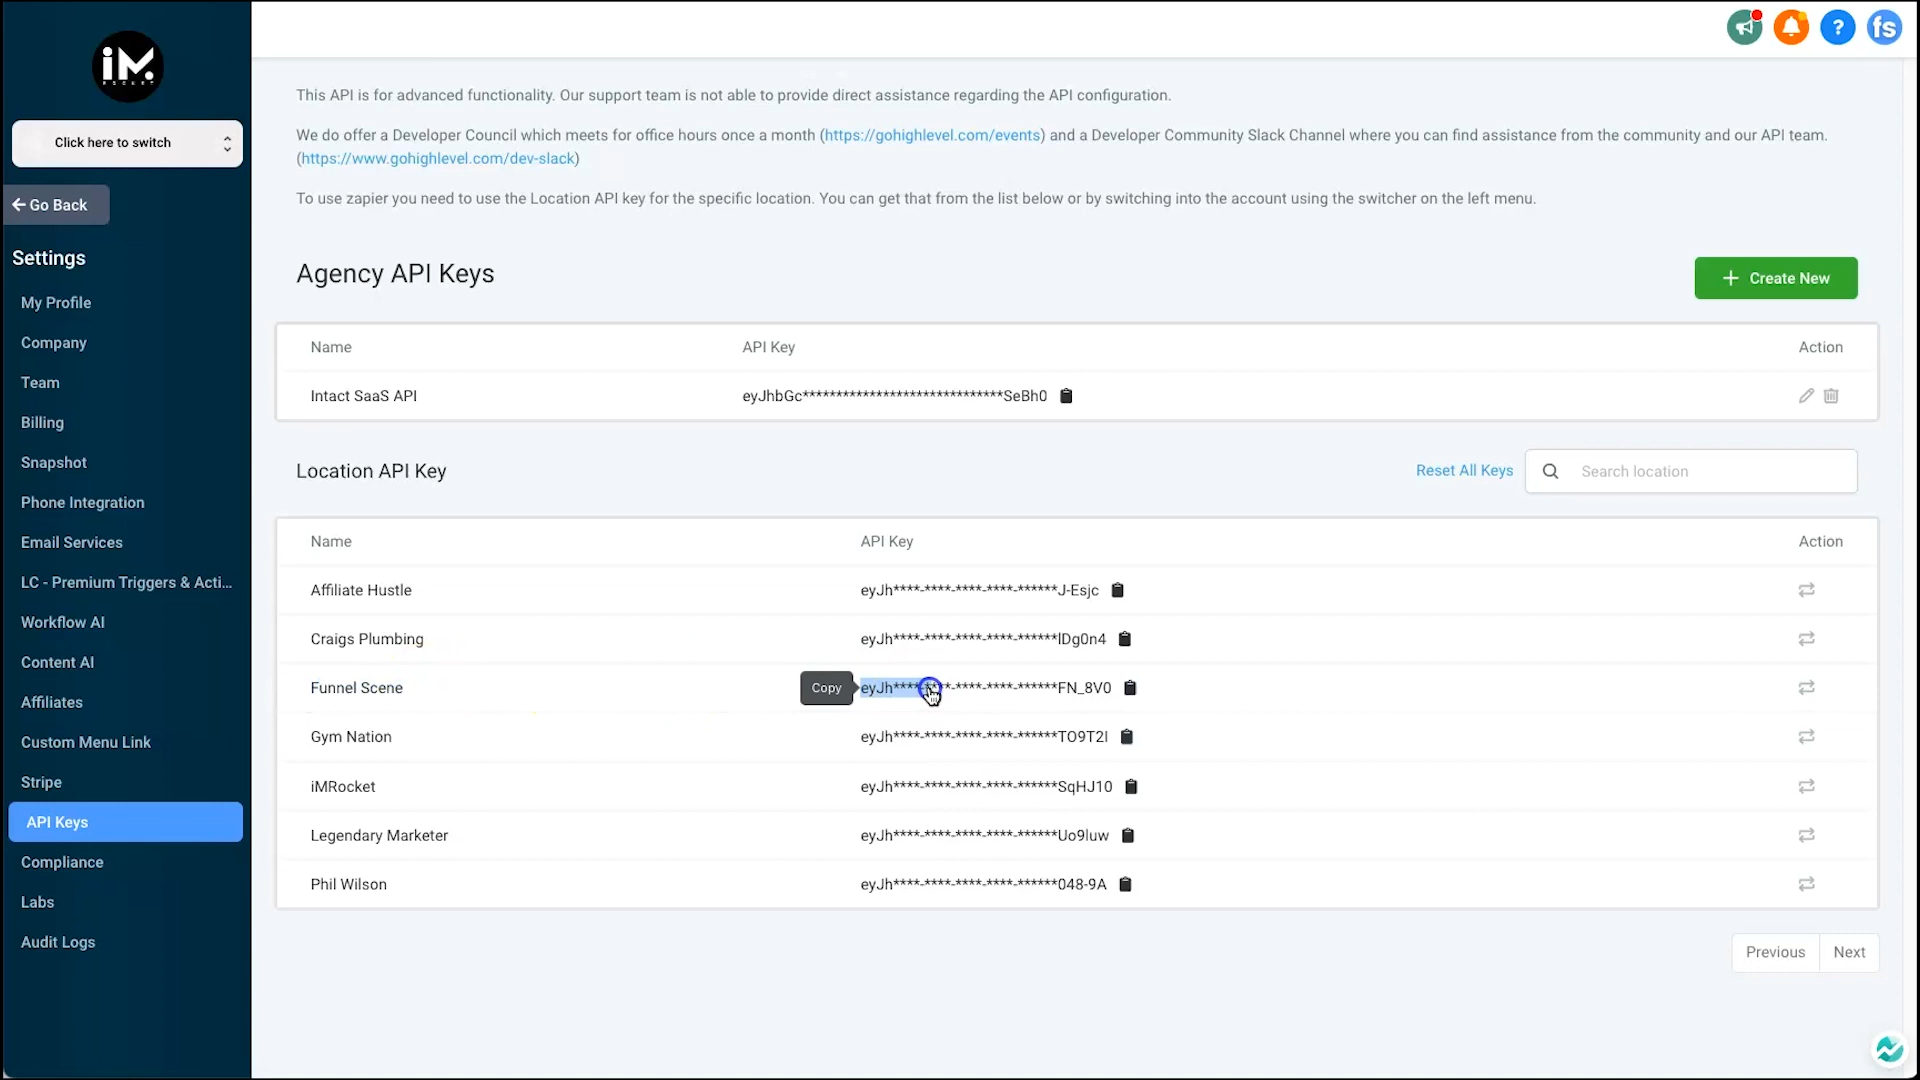 iM.
fs
Click here to switch
Go Back
Settings
My Profile
Company
Team
Billing
Snapshot
Phone Integration
Email Services
LC - Premium Triggers & Acti...
Workflow AI
Content AI
Affiliates
Custom Menu Link
Stripe
API Keys
Compliance
Labs
Audit Logs
This API is for advanced functionality. Our support team is not able to provide direct assistance regarding the API configuration.
We do offer a Developer Council which meets for office hours once a month (https://gohighlevel.com/events) and a Developer Community Slack Channel where you can find assistance from the community and our API team.
(https://www.gohighlevel.com/dev-slack)
To use zapier you need to use the Location API key for the specific location. You can get that from the list below or by switching into the account using the switcher on the left menu.
Agency API Keys
+ Create New
Name API Key Action
Intact SaaS API eyJhbGc******************************SeBh0
Location API Key
Reset All Keys
Search location
Name API Key Action
Affiliate Hustle eyJh****-****-****-****-******J-Esjc
Craigs Plumbing eyJh****-****-****-****-******lDg0n4
Funnel Scene Copy eyJh****-****-****-****-******FN_8V0
Gym Nation eyJh****-****-****-****-******TO9T2I
iMRocket eyJh****-****-****-****-******SqHJ10
Legendary Marketer eyJh****-****-****-****-******Uo9luw
Phil Wilson eyJh****-****-****-****-******048-9A
Previous Next